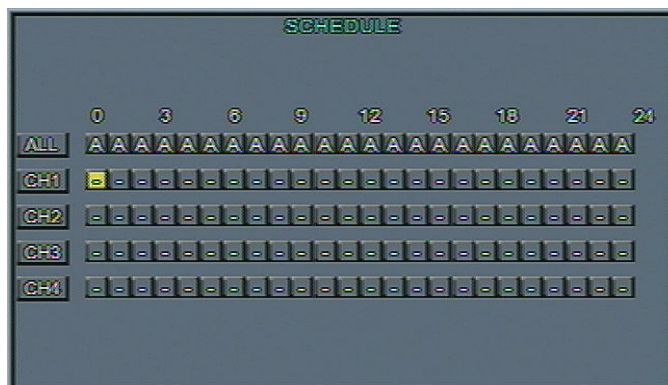 SCHEDULE
0 3 6 9 12 15 18 21 24
ALL A A A A A A A A A A A A A A A A A A A A A A A A
CH1 - - - - - - - - - - - - - - - - - - - - - - - -
CH2 - - - - - - - - - - - - - - - - - - - - - - - -
CH3 - - - - - - - - - - - - - - - - - - - - - - - -
CH4 - - - - - - - - - - - - - - - - - - - - - - - -